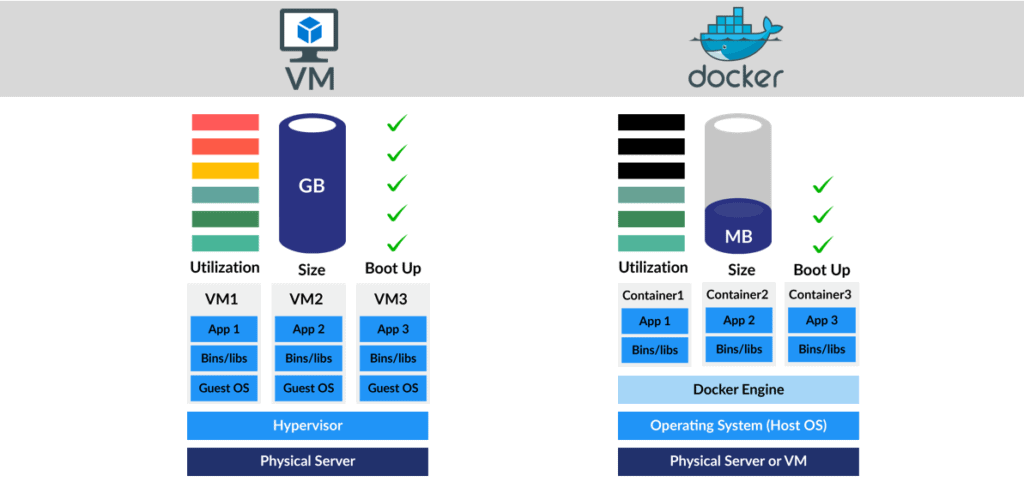 VM
docker
GB
MB
Utilization Size Boot Up
Utilization Size Boot Up
VM1 VM2 VM3
App 1 App 2 App 3
Bins/libs Bins/libs Bins/libs
Guest OS Guest OS Guest OS
Hypervisor
Physical Server
Container1 Container2 Container3
App 1 App 2 App 3
Bins/libs Bins/libs Bins/libs
Docker Engine
Operating System (Host OS)
Physical Server or VM